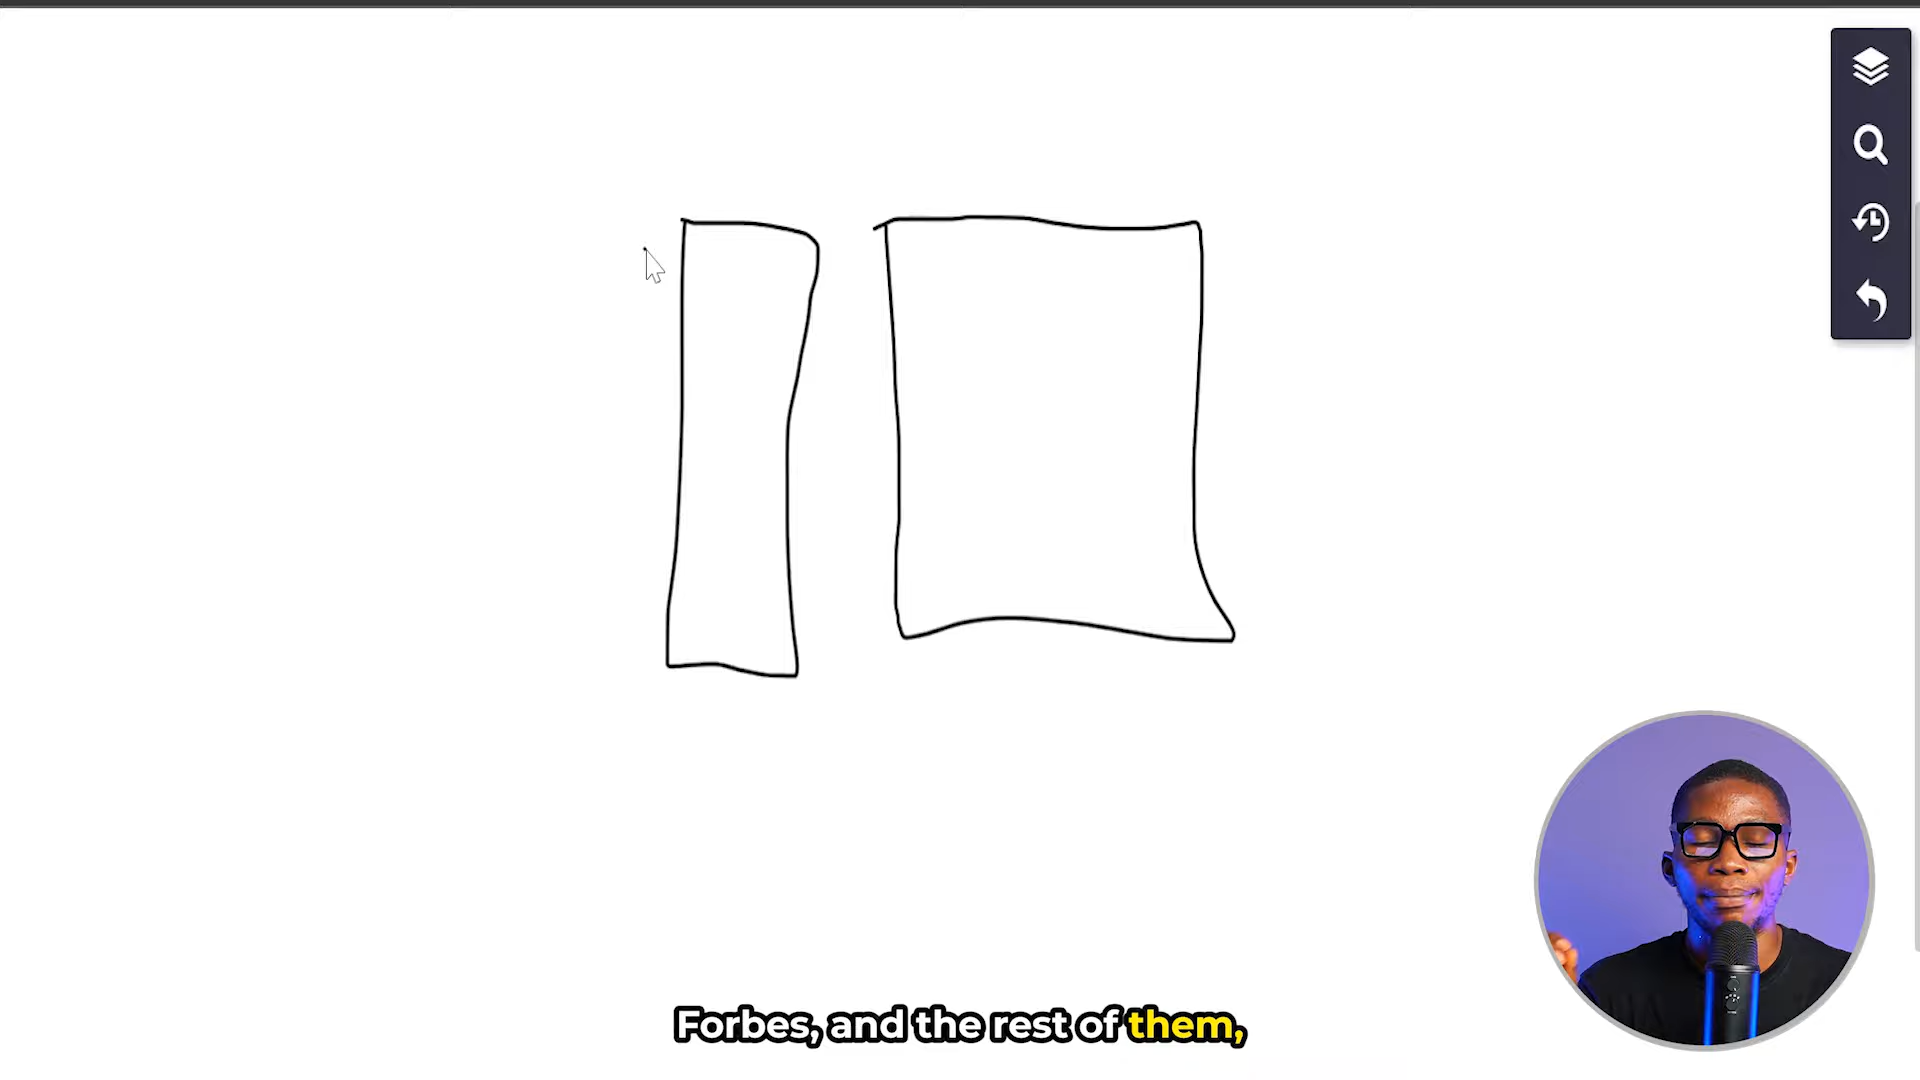 Forbes, and the rest of them,